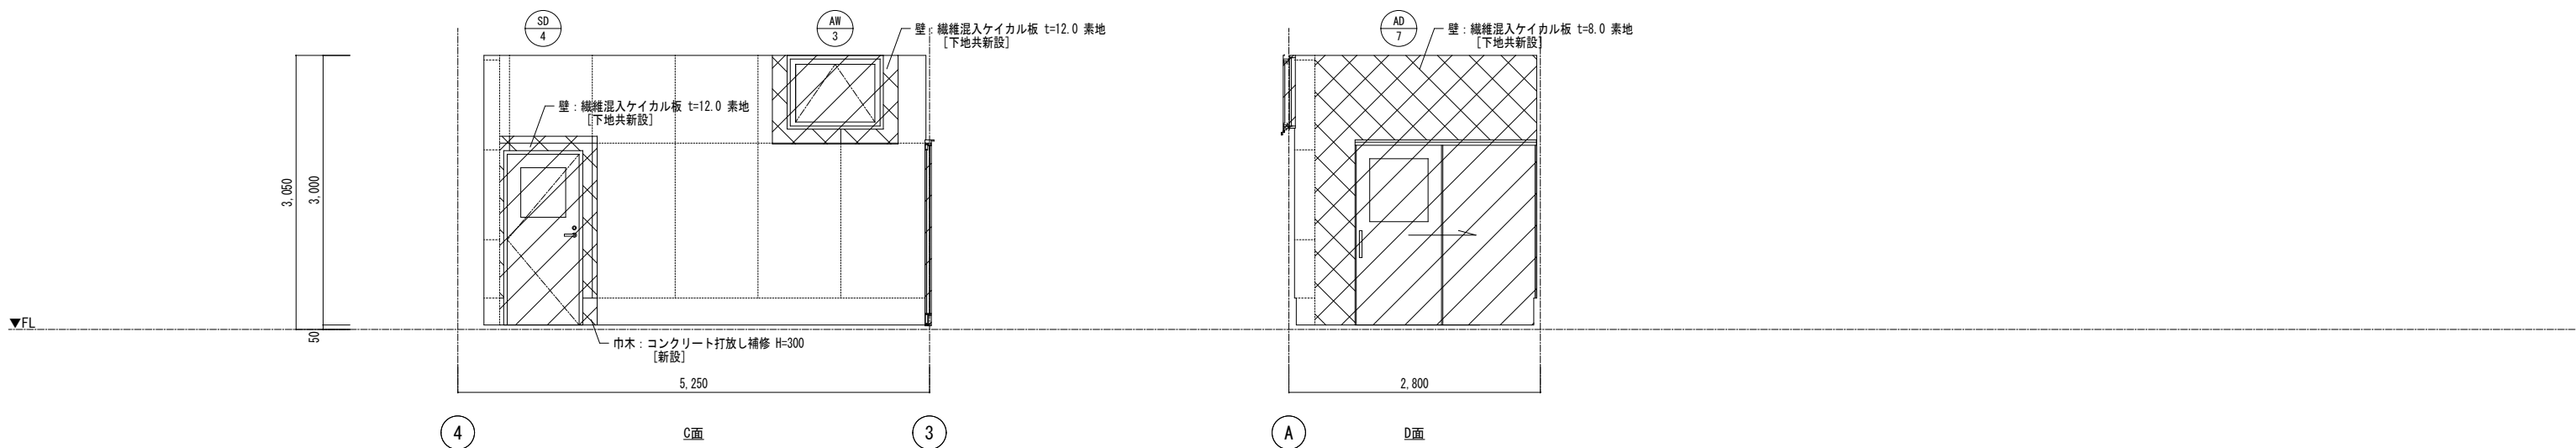 SD
4
AW
3
壁：繊維混入ケイカル板 t=12.0 素地
[下地共新設]
AD
7
壁：繊維混入ケイカル板 t=8.0 素地
[下地共新設]
壁：繊維混入ケイカル板 t=12.0 素地
[下地共新設]
3,050
3,000
50
▼FL
巾木：コンクリート打放し補修 H=300
[新設]
5,250
2,800
4
C面
3
A
D面